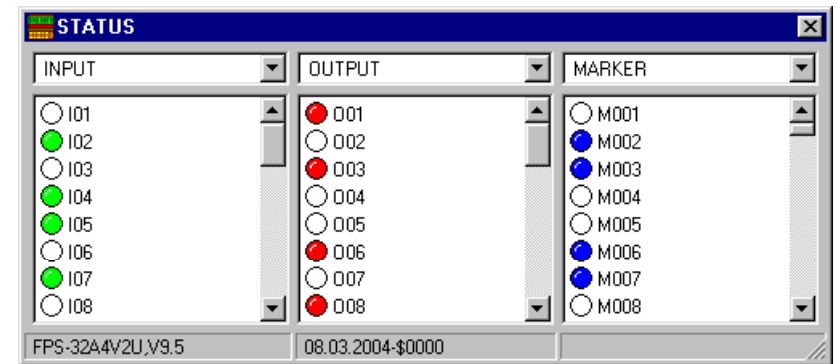 STATUS
INPUT
OUTPUT
MARKER
I01
I02
I03
I04
I05
I06
I07
I08
O01
O02
O03
O04
O05
O06
O07
O08
M001
M002
M003
M004
M005
M006
M007
M008
FPS-32A4V2U,V9.5
08.03.2004-$0000